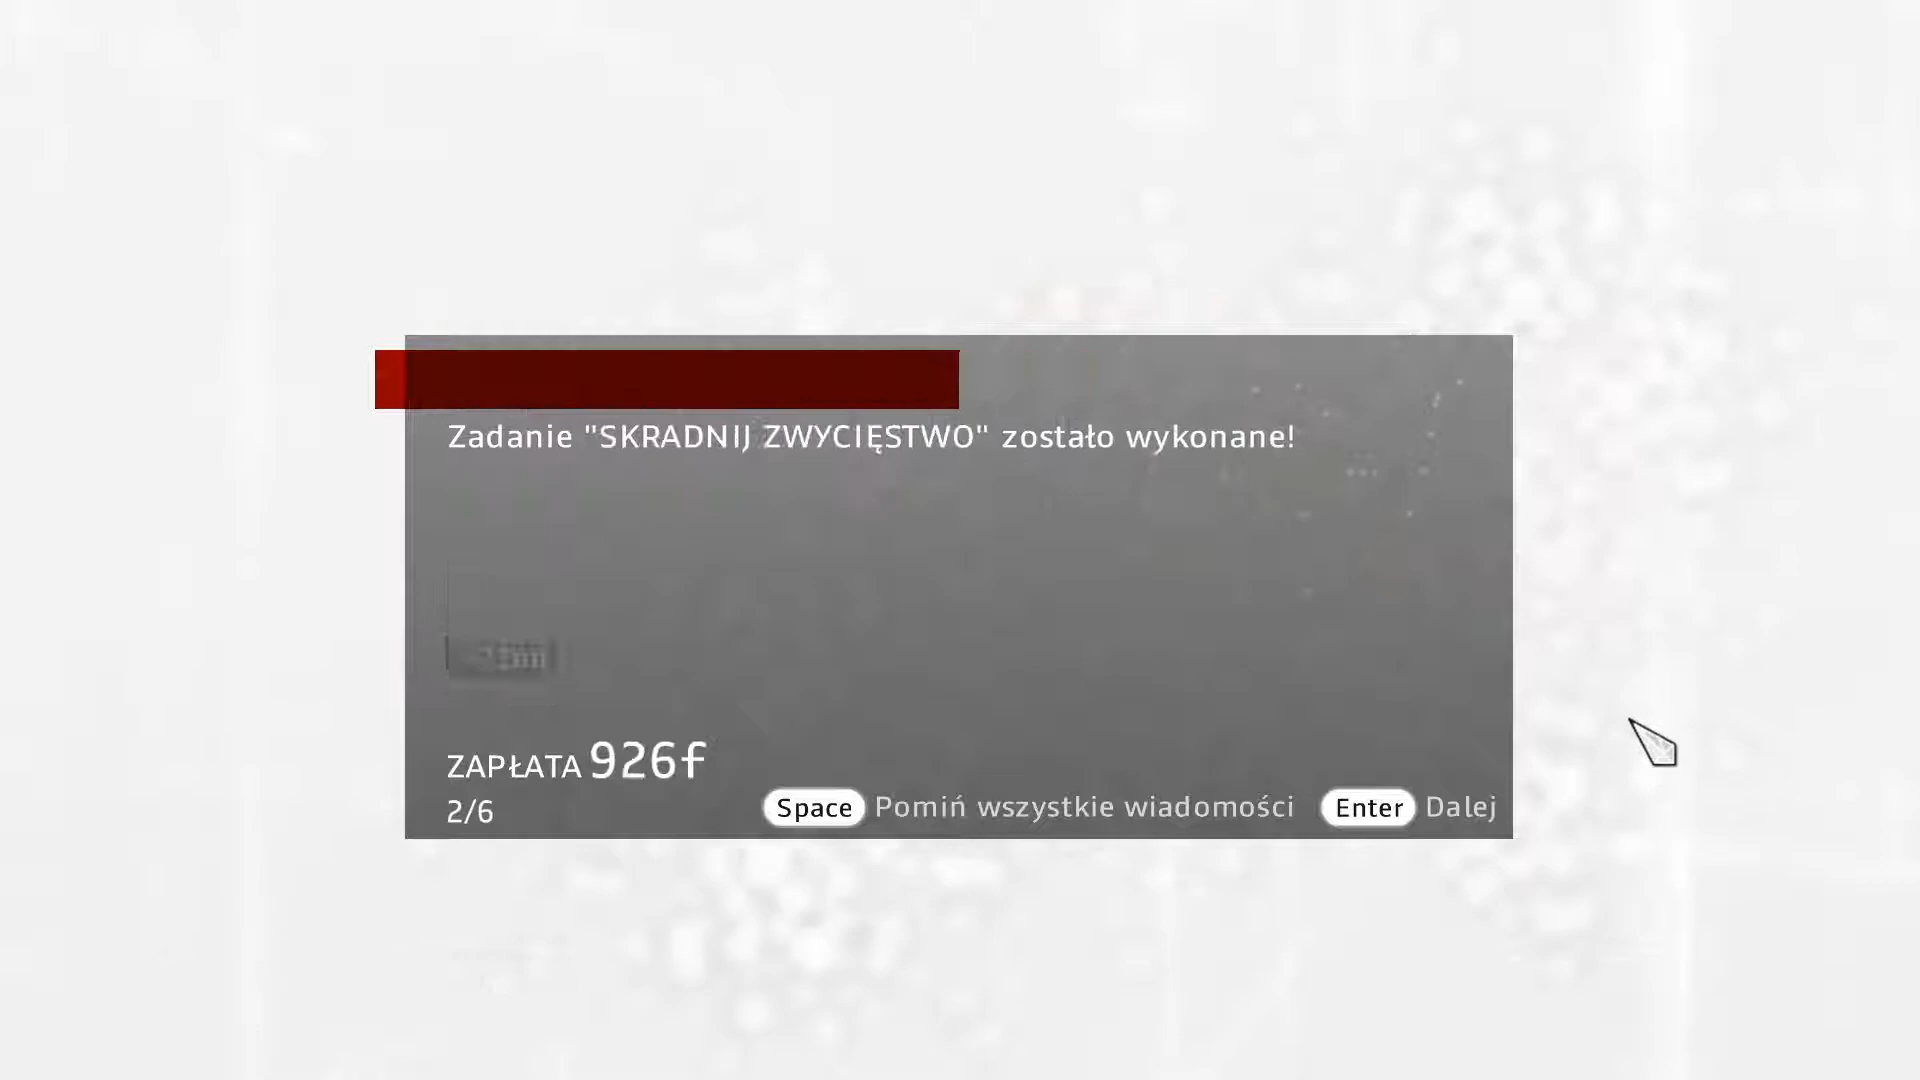 Zadanie "SKRADNIJ ZWYCIĘSTWO" zostało wykonane!
ZAPŁATA 926f
2/6
Space Pomiń wszystkie wiadomości Enter Dalej